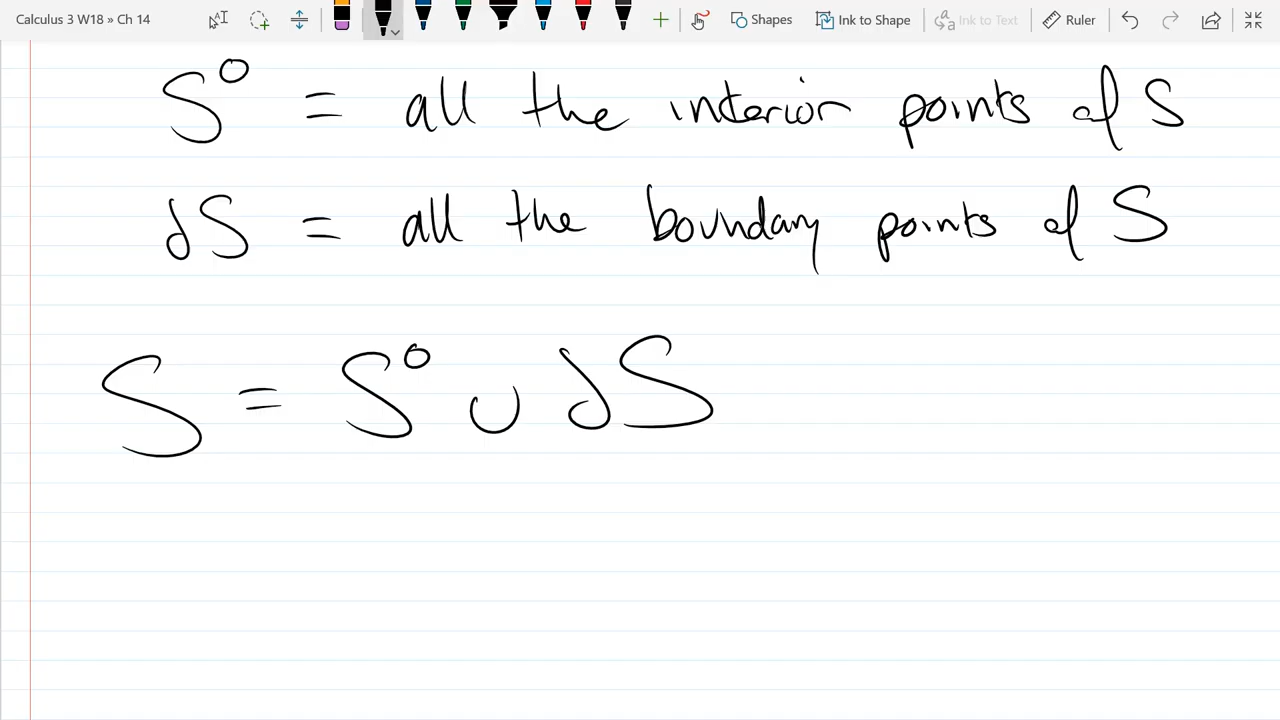 Calculus 3 W18 » Ch 14 Shapes Ink to Shape Ink to Text Ruler
S° = all the interior points of S
∂S = all the boundary points of S
S = S° ∪ ∂S